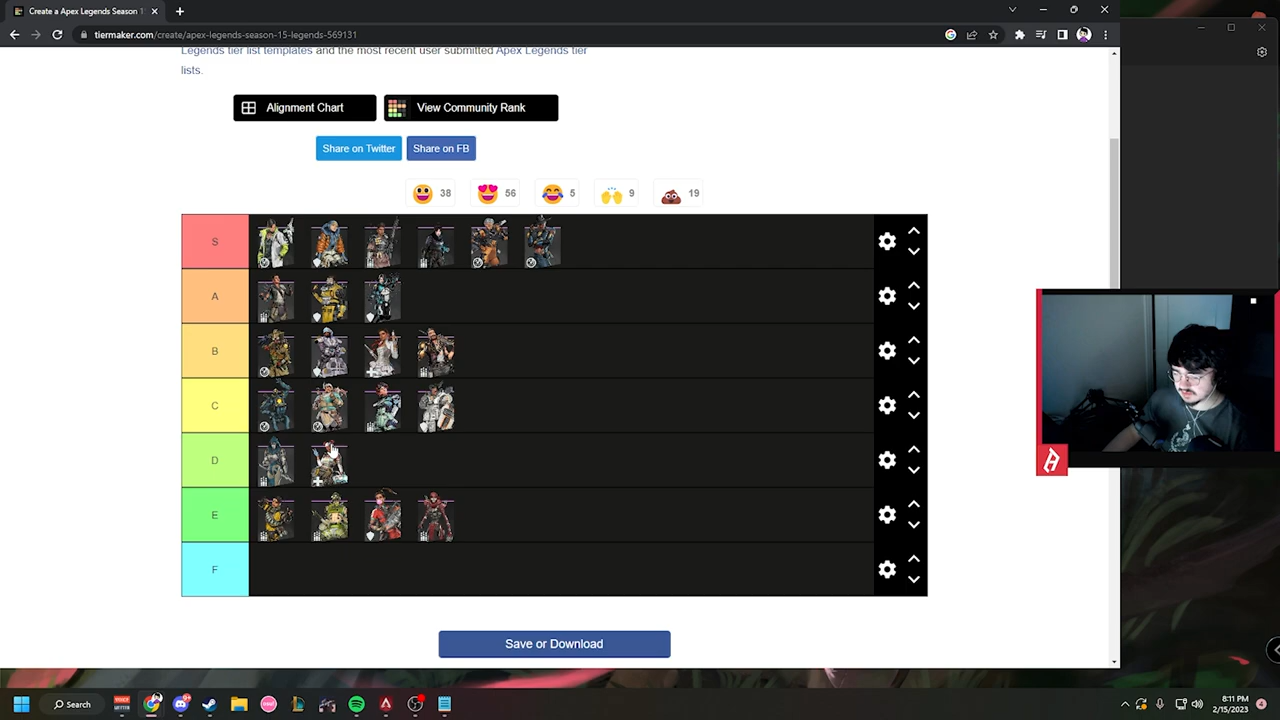 Create a Apex Legends Season 1
tiermaker.com/create/apex-legends-season-15-legends-569131
Legends tier list templates and the most recent user submitted Apex Legends tier
lists.
Alignment Chart
View Community Rank
Share on Twitter
Share on FB
38
56
5
9
19
S
A
B
C
D
E
F
Save or Download
Search
8:11 PM
2/15/2023